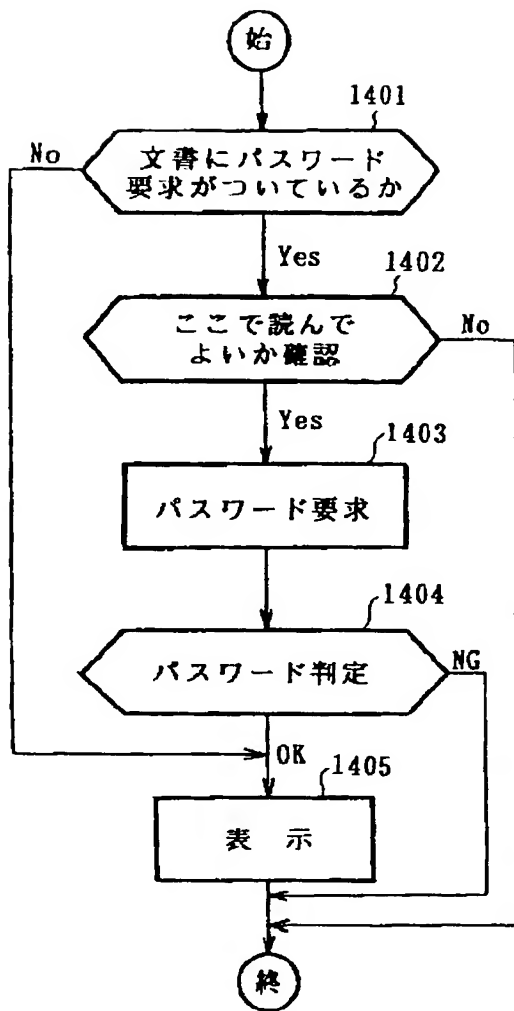 始
1401
No
文書にパスワード
要求がついているか
Yes
1402
ここで読んで
よいか確認
No
Yes
1403
パスワード要求
1404
パスワード判定
NG
OK
1405
表 示
終